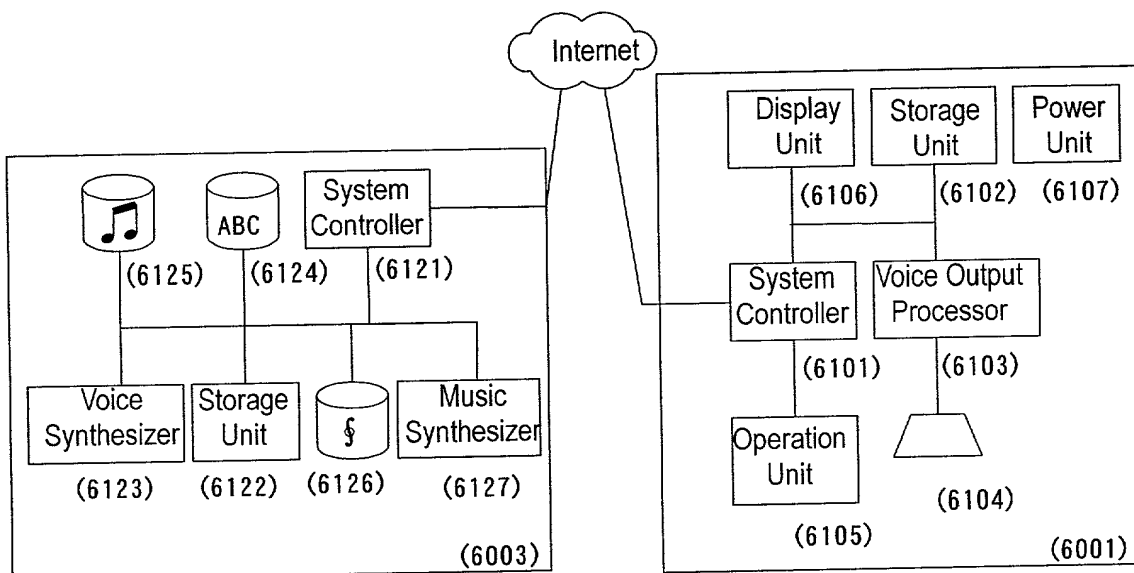 Internet
System
Controller
ABC
(6125)
(6124)
(6121)
Voice
Synthesizer
Storage
Unit
Music
Synthesizer
(6123)
(6122)
(6126)
(6127)
(6003)
Display
Unit
Storage
Unit
Power
Unit
(6106)
(6102)
(6107)
System
Controller
Voice Output
Processor
(6101)
(6103)
Operation
Unit
(6104)
(6105)
(6001)